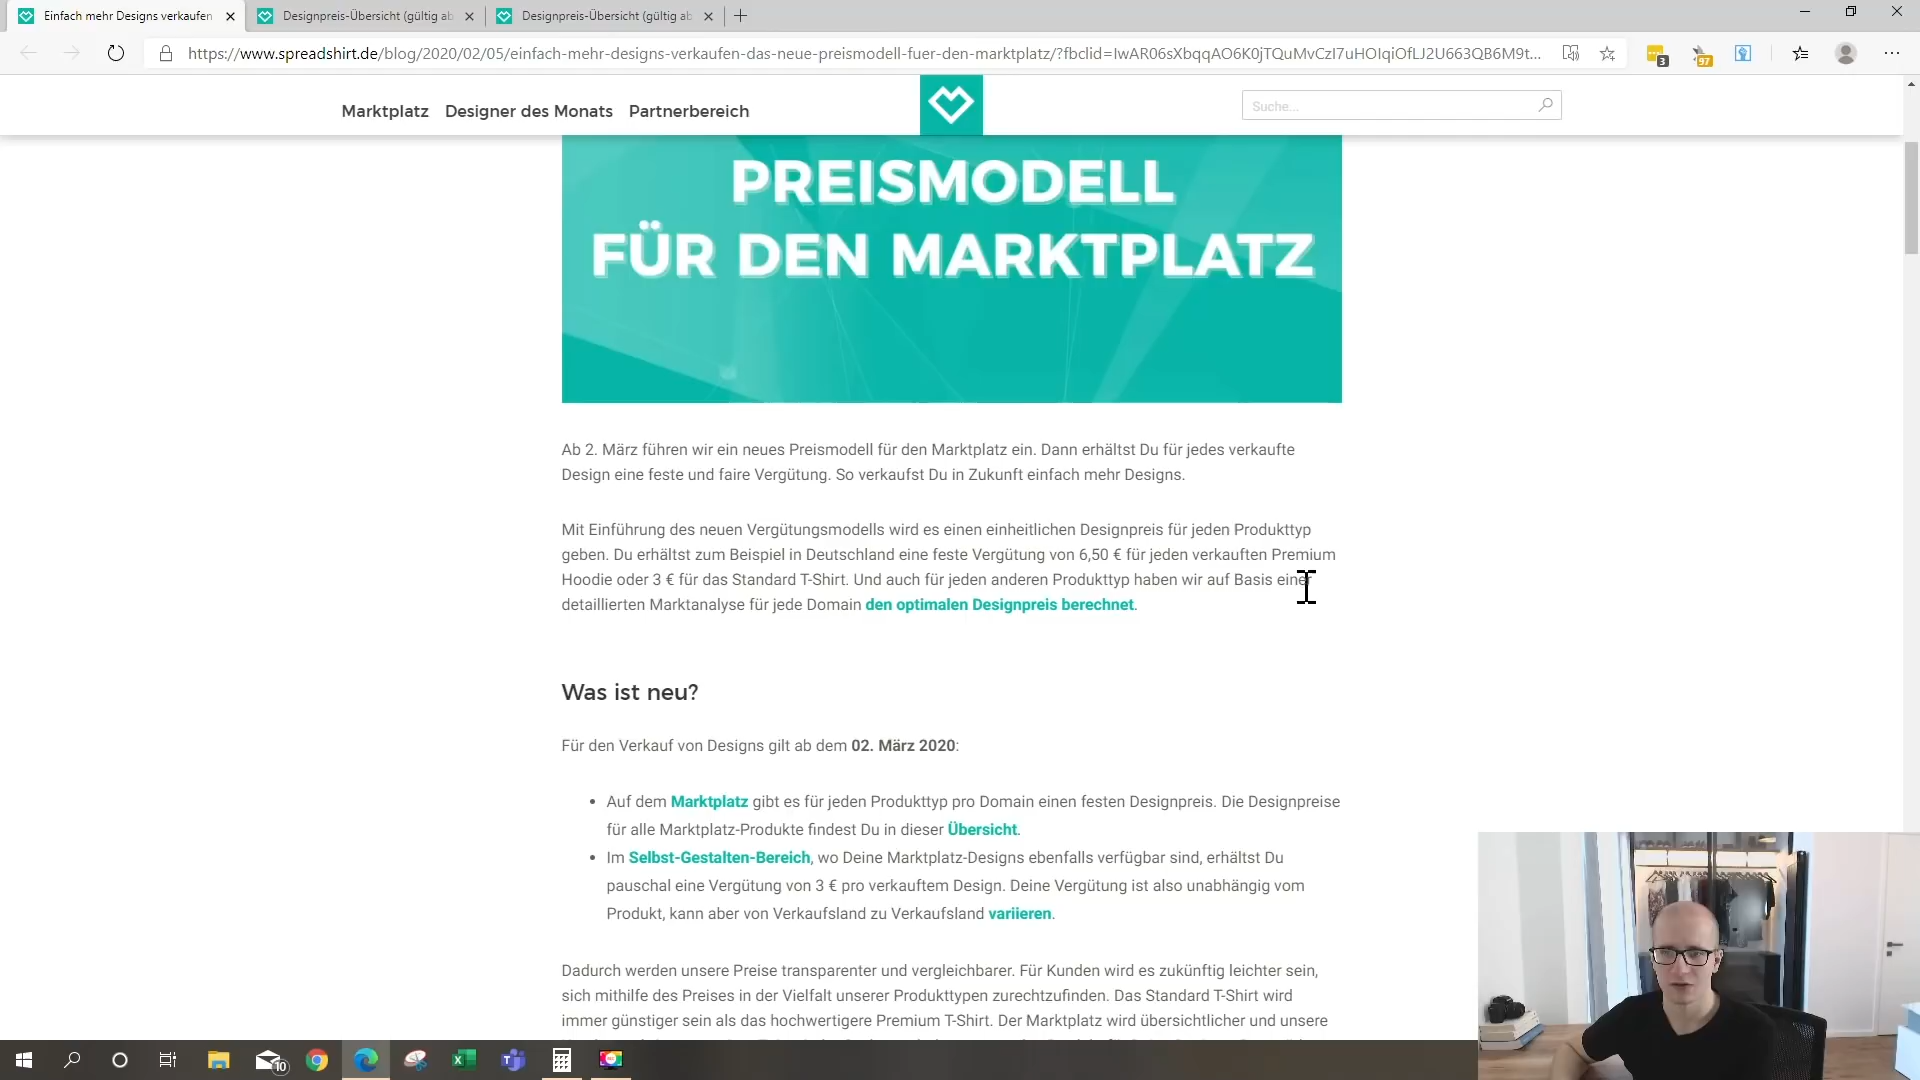 Einfach mehr Designs verkaufen
Designpreis-Übersicht (gültig ab
Designpreis-Übersicht (gültig ab
https://www.spreadshirt.de/blog/2020/02/05/einfach-mehr-designs-verkaufen-das-neue-preismodell-fuer-den-marktplatz/?fbclid=IwAR06sXbqqAO6K0jTQuMvCzI7uHOIqiOfLJ2U663QB6M9t...
3
97
Marktplatz Designer des Monats Partnerbereich
Suche...
PREISMODELL
FÜR DEN MARKTPLATZ
Ab 2. März führen wir ein neues Preismodell für den Marktplatz ein. Dann erhältst Du für jedes verkaufte
Design eine feste und faire Vergütung. So verkaufst Du in Zukunft einfach mehr Designs.
Mit Einführung des neuen Vergütungsmodells wird es einen einheitlichen Designpreis für jeden Produkttyp
geben. Du erhältst zum Beispiel in Deutschland eine feste Vergütung von 6,50 € für jeden verkauften Premium
Hoodie oder 3 € für das Standard T-Shirt. Und auch für jeden anderen Produkttyp haben wir auf Basis einer
detaillierten Marktanalyse für jede Domain den optimalen Designpreis berechnet.
Was ist neu?
Für den Verkauf von Designs gilt ab dem 02. März 2020:
• Auf dem Marktplatz gibt es für jeden Produkttyp pro Domain einen festen Designpreis. Die Designpreise
für alle Marktplatz-Produkte findest Du in dieser Übersicht.
• Im Selbst-Gestalten-Bereich, wo Deine Marktplatz-Designs ebenfalls verfügbar sind, erhältst Du
pauschal eine Vergütung von 3 € pro verkauftem Design. Deine Vergütung ist also unabhängig vom
Produkt, kann aber von Verkaufsland zu Verkaufsland variieren.
Dadurch werden unsere Preise transparenter und vergleichbarer. Für Kunden wird es zukünftig leichter sein,
sich mithilfe des Preises in der Vielfalt unserer Produkttypen zurechtzufinden. Das Standard T-Shirt wird
immer günstiger sein als das hochwertigere Premium T-Shirt. Der Marktplatz wird übersichtlicher und unsere
10